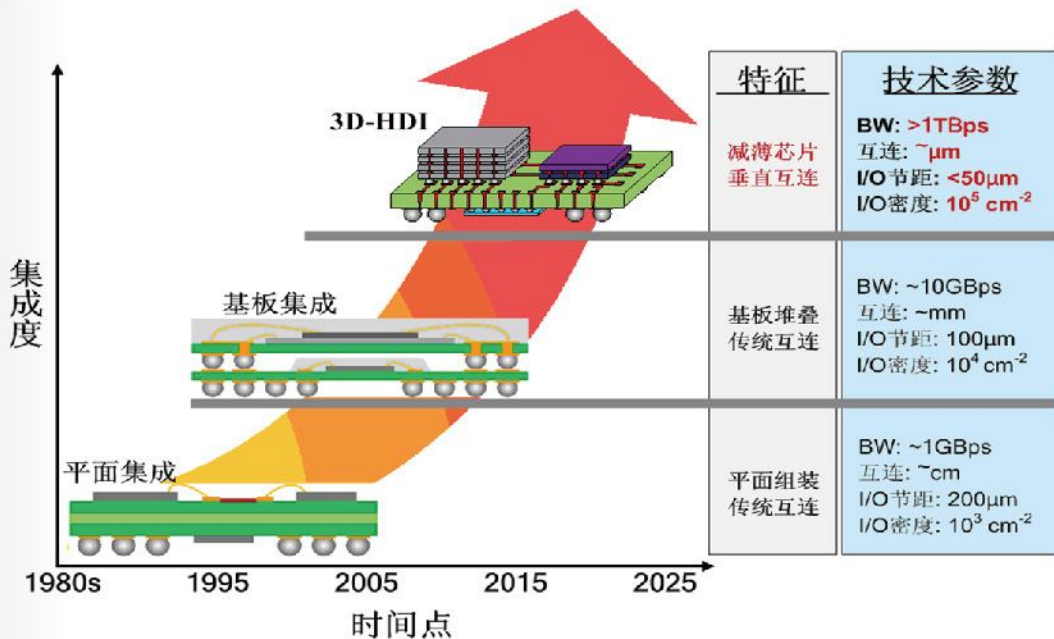 特征
技术参数
3D-HDI
减薄芯片
垂直互连
BW: >1TBps
互连: ~μm
I/O节距: <50μm
I/O密度: 10⁵ cm⁻²
集成度
基板集成
基板堆叠
传统互连
BW: ~10GBps
互连: ~mm
I/O节距: 100μm
I/O密度: 10⁴ cm⁻²
平面集成
平面组装
传统互连
BW: ~1GBps
互连: ~cm
I/O节距: 200μm
I/O密度: 10³ cm⁻²
1980s 1995 2005 2015 2025
时间点